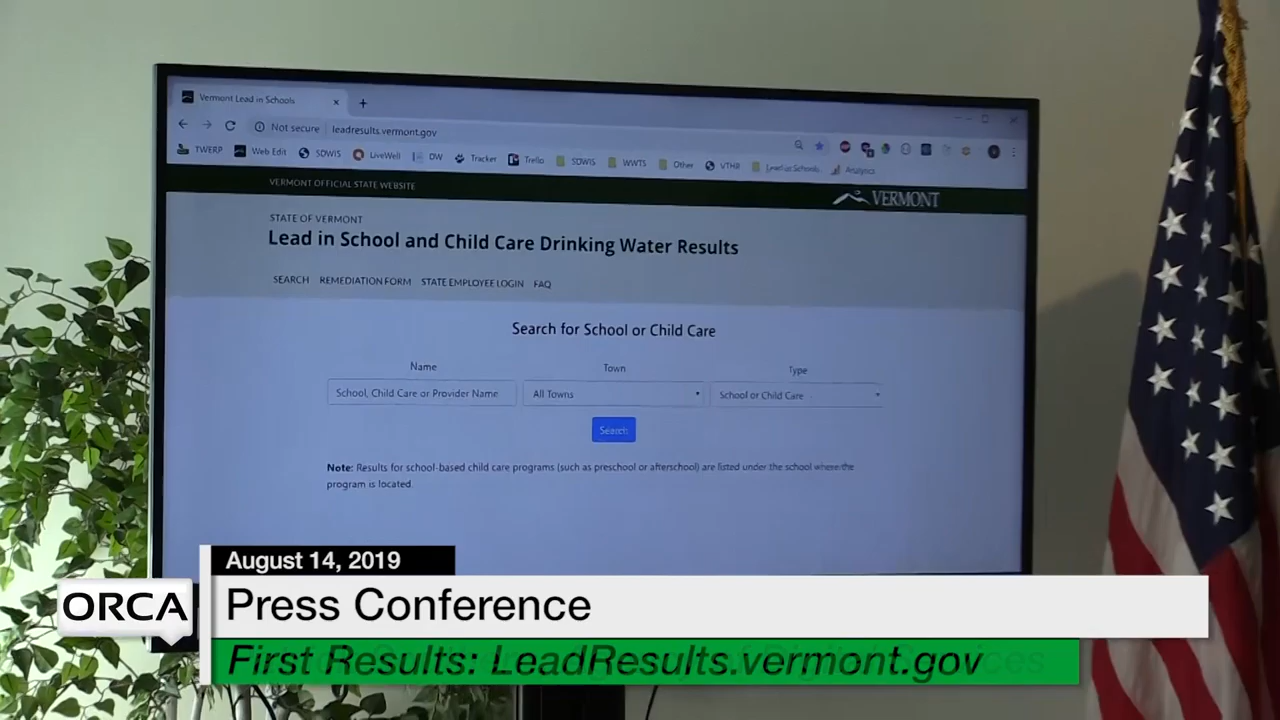 Vermont Lead in Schools
Not secure leadresults.vermont.gov
TWERP Web Edit SDWIS LiveWell DW Tracker Trello SDWIS WWTS Other VTHB Lead in Schools Analytics
VERMONT OFFICIAL STATE WEBSITE
VERMONT
STATE OF VERMONT
Lead in School and Child Care Drinking Water Results
SEARCH REMEDIATION FORM STATE EMPLOYEE LOGIN FAQ
Search for School or Child Care
Name Town Type
School, Child Care or Provider Name All Towns School or Child Care
Search
Note: Results for school-based child care programs (such as preschool or afterschool) are listed under the school where the
program is located.
August 14, 2019
ORCA
Press Conference
First Results: LeadResults.vermont.gov